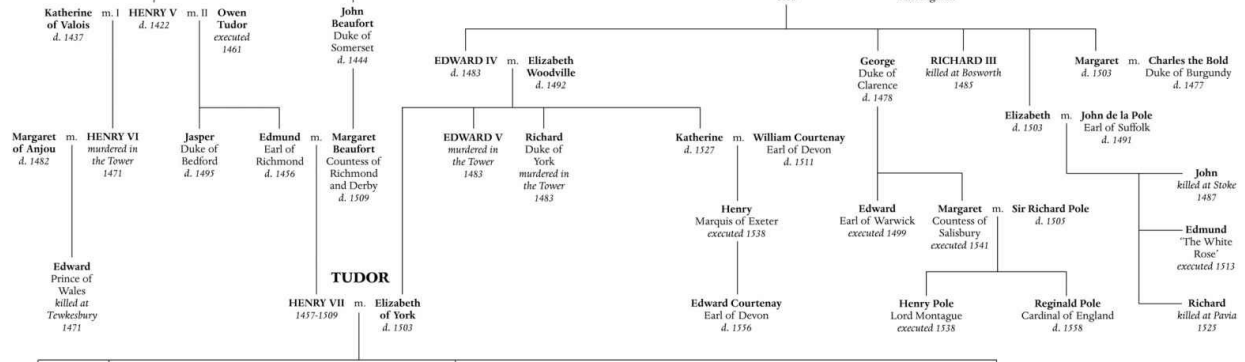 Katherine of Valois d. 1437
m. I
HENRY V d. 1422
m. II
Owen Tudor executed 1461
John Beaufort Duke of Somerset d. 1444
EDWARD IV d. 1483
m.
Elizabeth Woodville d. 1492
George Duke of Clarence d. 1478
RICHARD III killed at Bosworth 1485
Margaret d. 1503
m.
Charles the Bold Duke of Burgundy d. 1477
Elizabeth d. 1503
m.
John de la Pole Earl of Suffolk d. 1491
Margaret of Anjou d. 1482
m.
HENRY VI murdered in the Tower 1471
Jasper Duke of Bedford d. 1495
Edmund Earl of Richmond d. 1456
m.
Margaret Beaufort Countess of Richmond and Derby d. 1509
EDWARD V murdered in the Tower 1483
Richard Duke of York murdered in the Tower 1483
Katherine d. 1527
m.
William Courtenay Earl of Devon d. 1511
John killed at Stoke 1487
Henry Marquis of Exeter executed 1538
Edward Earl of Warwick executed 1499
Margaret Countess of Salisbury executed 1541
m.
Sir Richard Pole d. 1505
Edmund 'The White Rose' executed 1513
Edward Prince of Wales killed at Tewkesbury 1471
TUDOR
HENRY VII 1457-1509
m.
Elizabeth of York d. 1503
Edward Courtenay Earl of Devon d. 1556
Henry Pole Lord Montague executed 1538
Reginald Pole Cardinal of England d. 1558
Richard killed at Pavia 1525